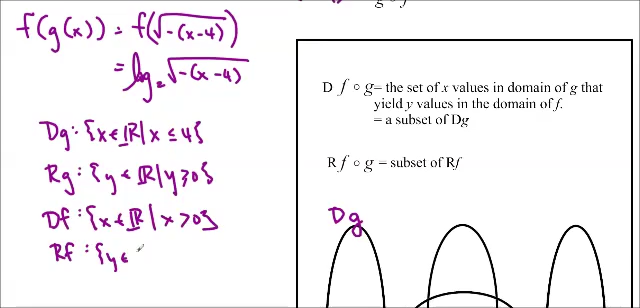 f(g(x)) = f(√-(x-4))
= log₂ √-(x-4)
Dg : {x ∈ ℝ | x ≤ 4}
Rg : {y ∈ ℝ | y ≥ 0}
Df : {x ∈ ℝ | x > 0}
Rf : {y ∈
D f ∘ g = the set of x values in domain of g that
yield y values in the domain of f.
= a subset of Dg
R f ∘ g = subset of Rf
Dg